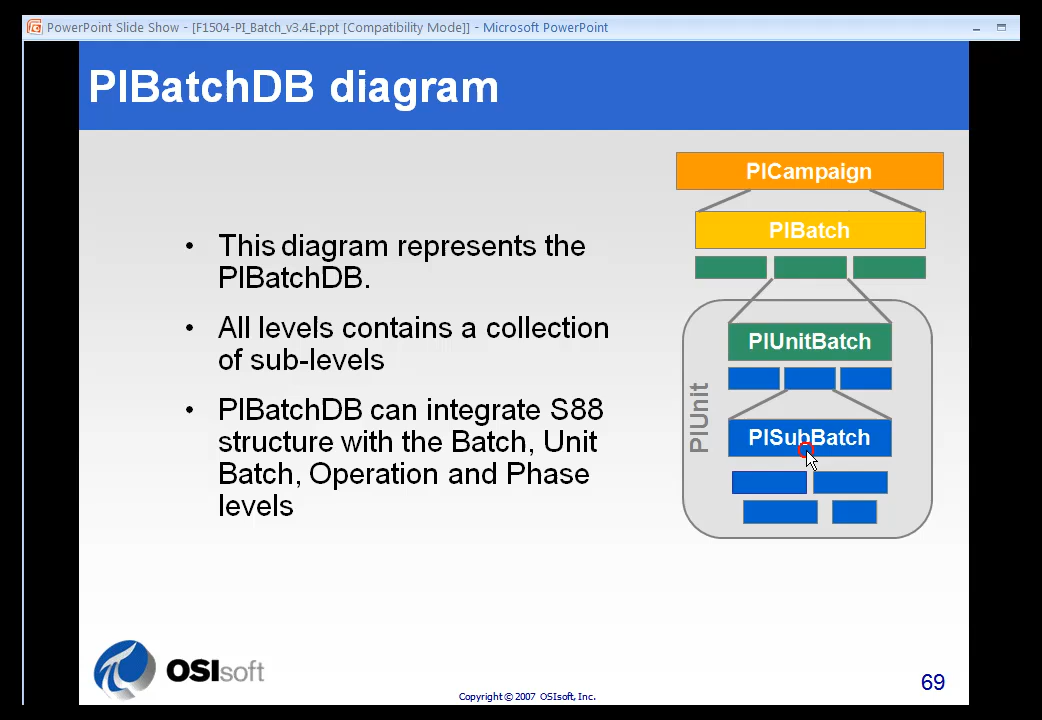 PowerPoint Slide Show - [F1504-PI_Batch_v3.4E.ppt [Compatibility Mode]] - Microsoft PowerPoint
PIBatchDB diagram
• This diagram represents the
PIBatchDB.
• All levels contains a collection
of sub-levels
• PIBatchDB can integrate S88
structure with the Batch, Unit
Batch, Operation and Phase
levels
PICampaign
PIBatch
PIUnitBatch
PIUnit
PISubBatch
OSIsoft
Copyright © 2007 OSIsoft, Inc.
69